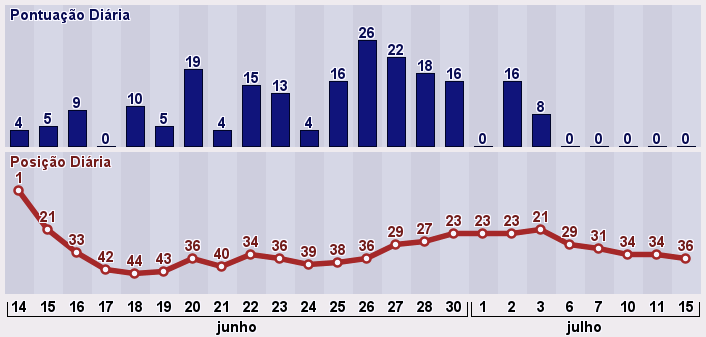 Pontuação Diária
4 5 9 0 10 5 19 4 15 13 4 16 26 22 18 16 0 16 8 0 0 0 0 0
Posição Diária
1 21 33 42 44 43 36 40 34 36 39 38 36 29 27 23 23 23 21 29 31 34 34 36
14 15 16 17 18 19 20 21 22 23 24 25 26 27 28 30 1 2 3 6 7 10 11 15
junho julho